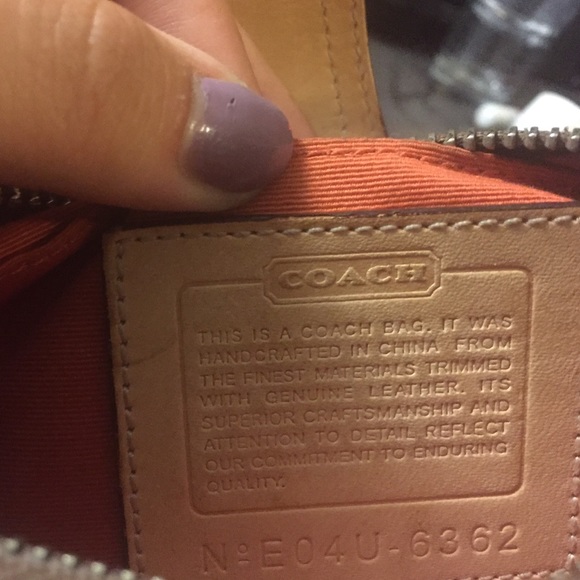 COACH
THIS IS A COACH BAG. IT WAS
HANDCRAFTED IN CHINA FROM
THE FINEST MATERIALS TRIMMED
WITH GENUINE LEATHER. ITS
SUPERIOR CRAFTSMANSHIP AND
ATTENTION TO DETAIL REFLECT
OUR COMMITMENT TO ENDURING
QUALITY.
Nº E04U-6362